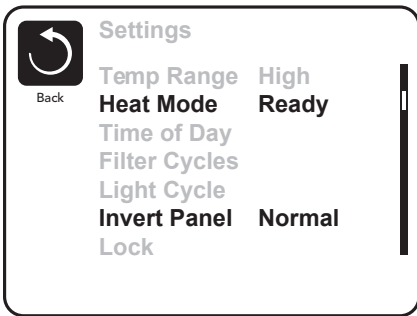 Settings
Back
Temp Range High
Heat Mode Ready
Time of Day
Filter Cycles
Light Cycle
Invert Panel Normal
Lock